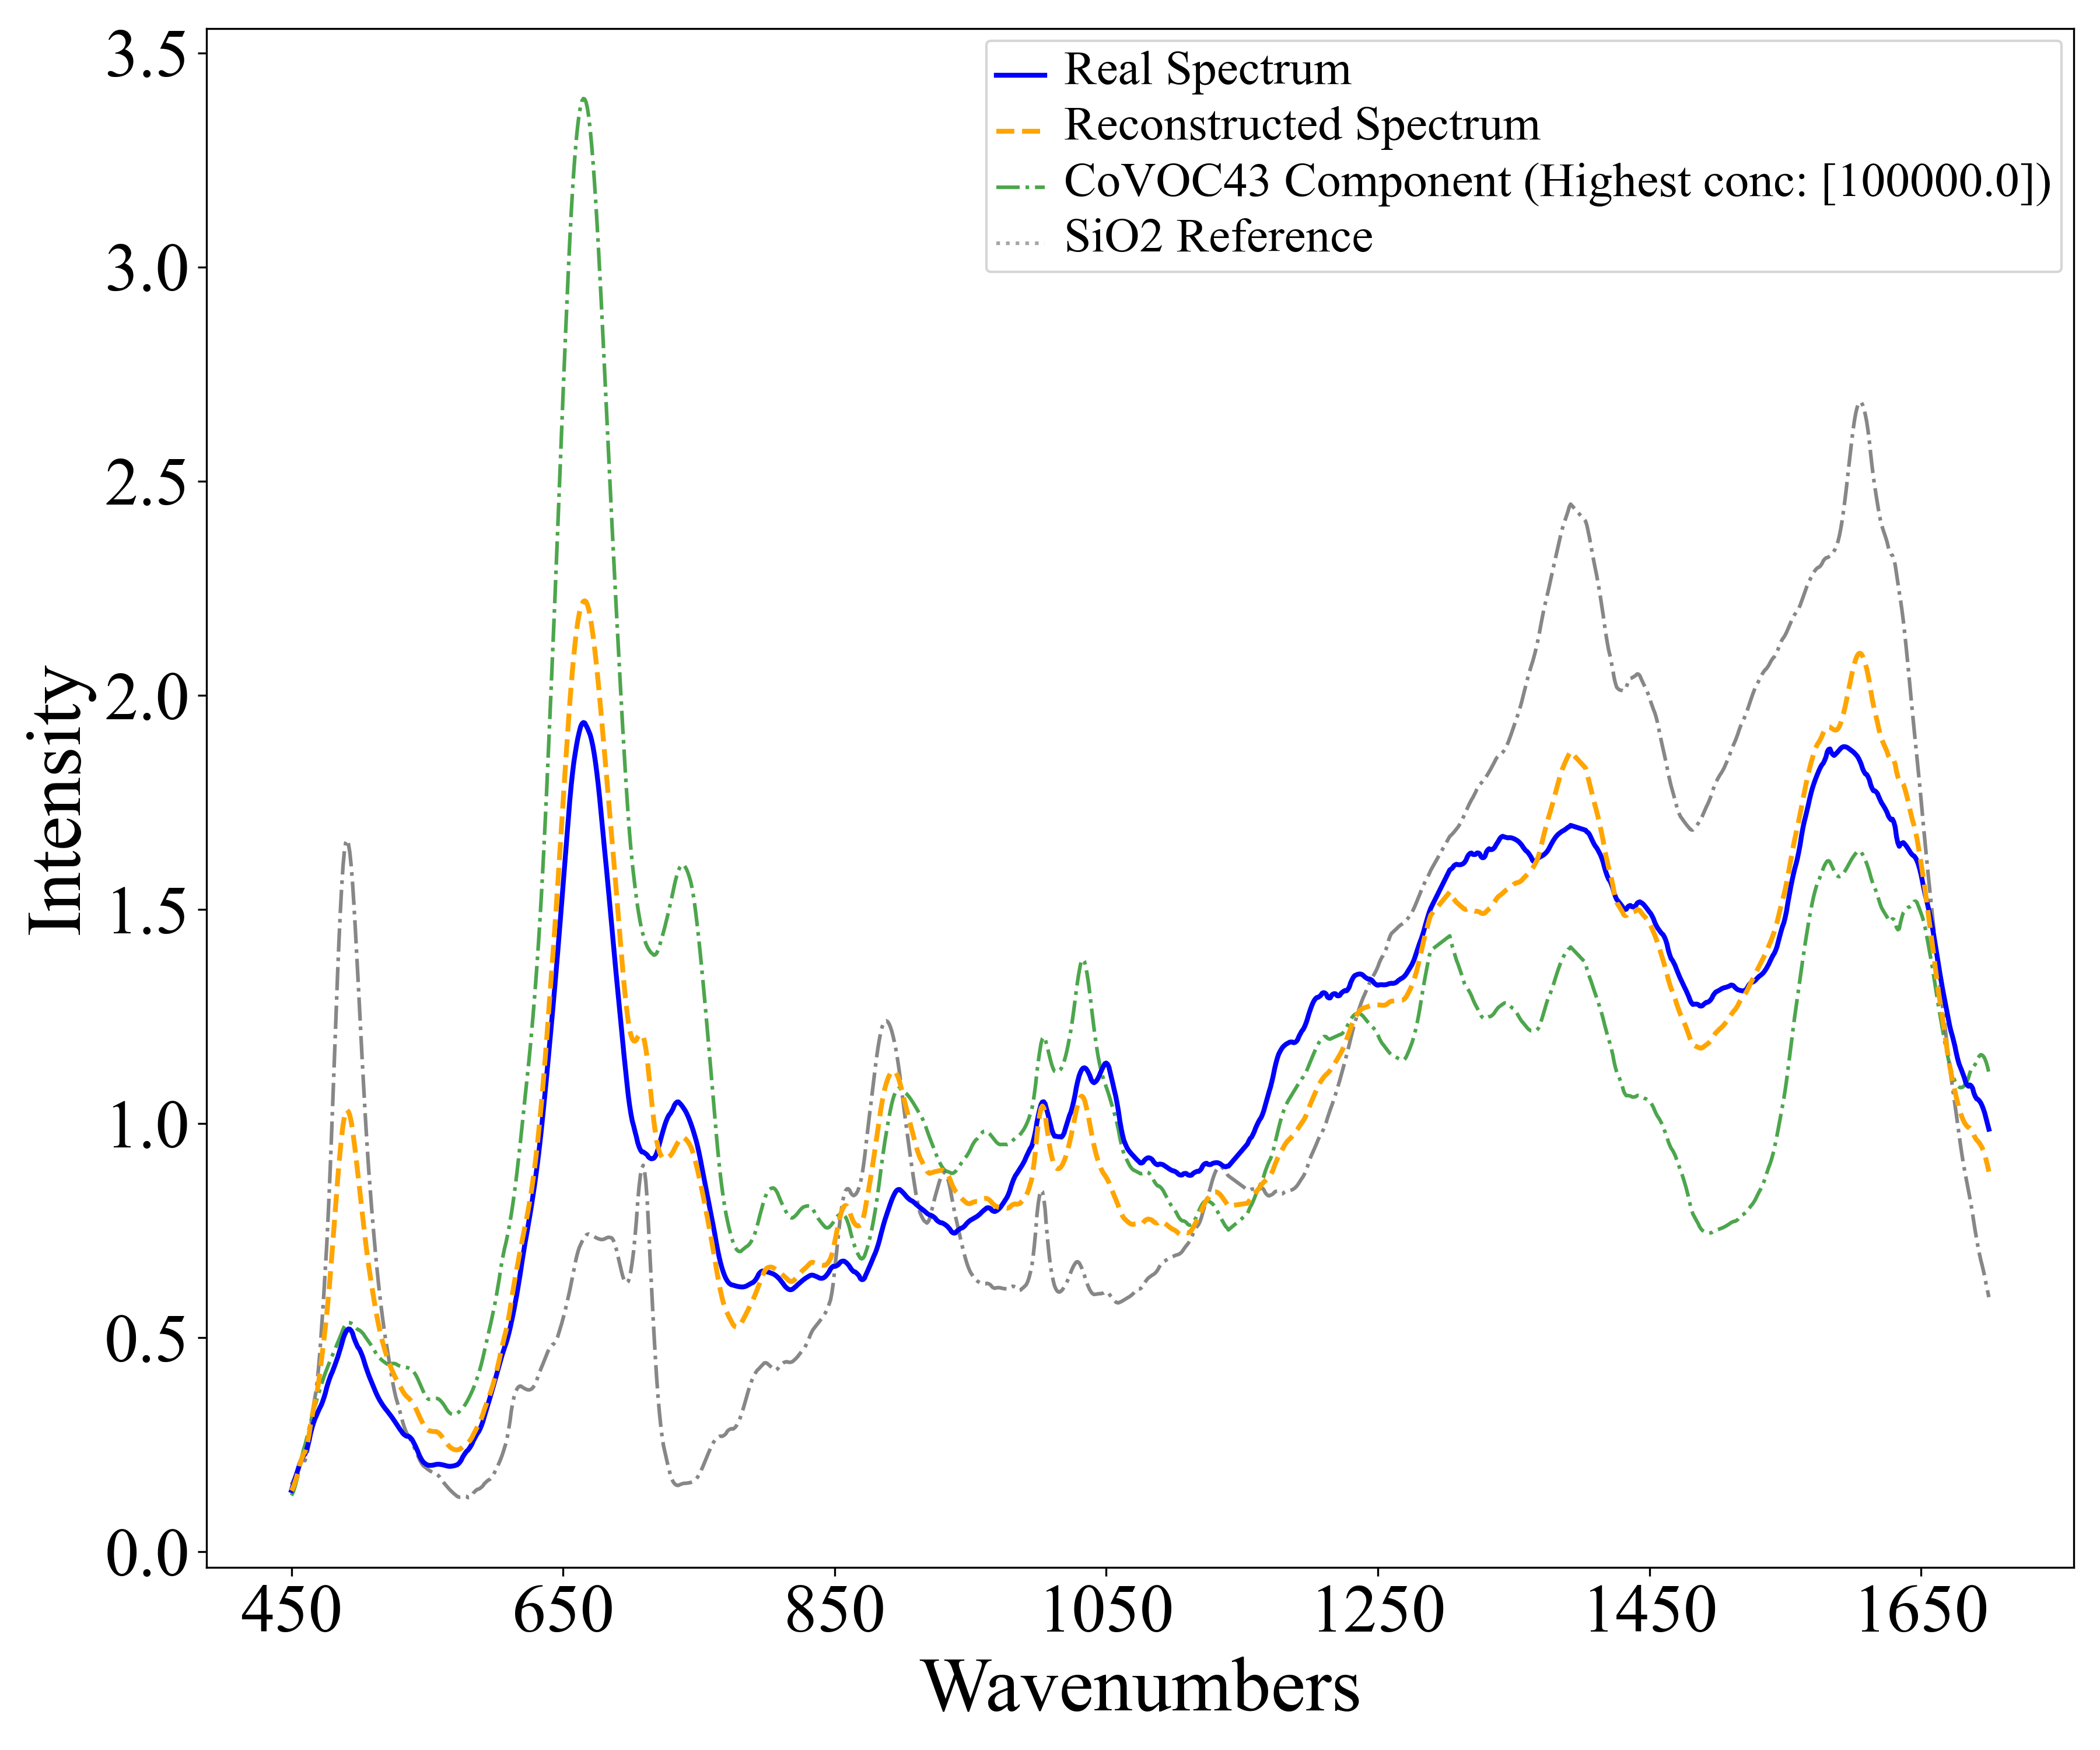 3.5
3.0
2.5
2.0
1.5
1.0
0.5
0.0
Intensity
Real Spectrum
Reconstructed Spectrum
CoVOC43 Component (Highest conc: [100000.0])
SiO2 Reference
450 650 850 1050 1250 1450 1650
Wavenumbers